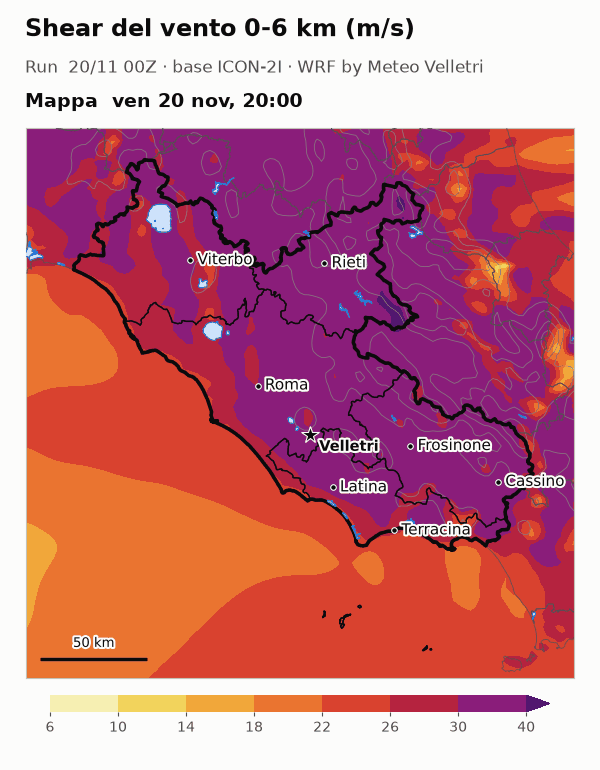 Shear del vento 0-6 km (m/s)
Run  20/11 00Z · base ICON-2I · WRF by Meteo Velletri
Mappa  ven 20 nov, 20:00
Viterbo
Rieti
Roma
Velletri
Frosinone
Latina
Cassino
Terracina
50 km
6 10 14 18 22 26 30 40